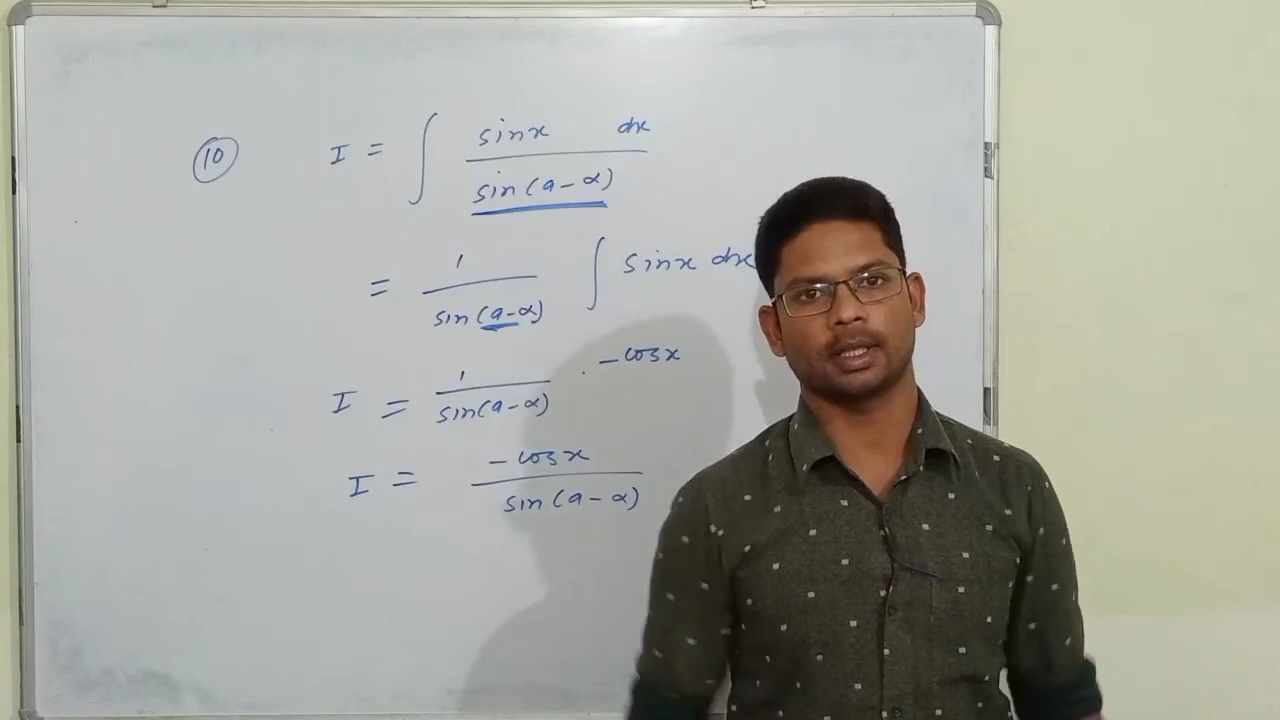 10 I = ∫ sinx dx / sin(a-α)
= 1 / sin(a-α) ∫ sinx dx
I = 1 / sin(a-α) . -cosx
I = -cosx / sin(a-α)